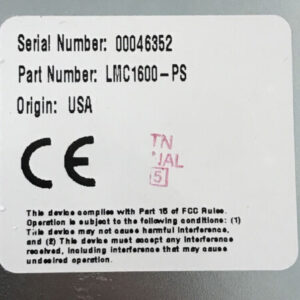 Serial Number: 00046352
Part Number: LMC1600-PS
Origin: USA
CE
TN
IAL
5
This device complies with Part 15 of FCC Rules.
Operation is subject to the following conditions: (1)
This device may not cause harmful interference,
and (2) This device must accept any interference
received, including interference that may cause
undesired operation.